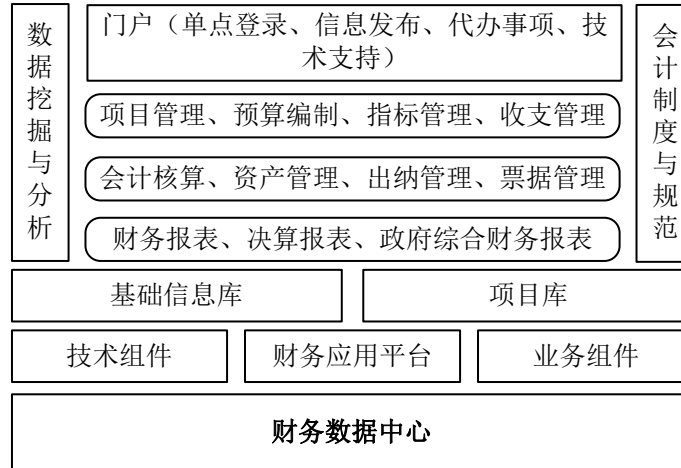 数据挖掘与分析
门户（单点登录、信息发布、代办事项、技
术支持）
项目管理、预算编制、指标管理、收支管理
会计核算、资产管理、出纳管理、票据管理
财务报表、决算报表、政府综合财务报表
会计制度与规范
基础信息库
项目库
技术组件
财务应用平台
业务组件
财务数据中心